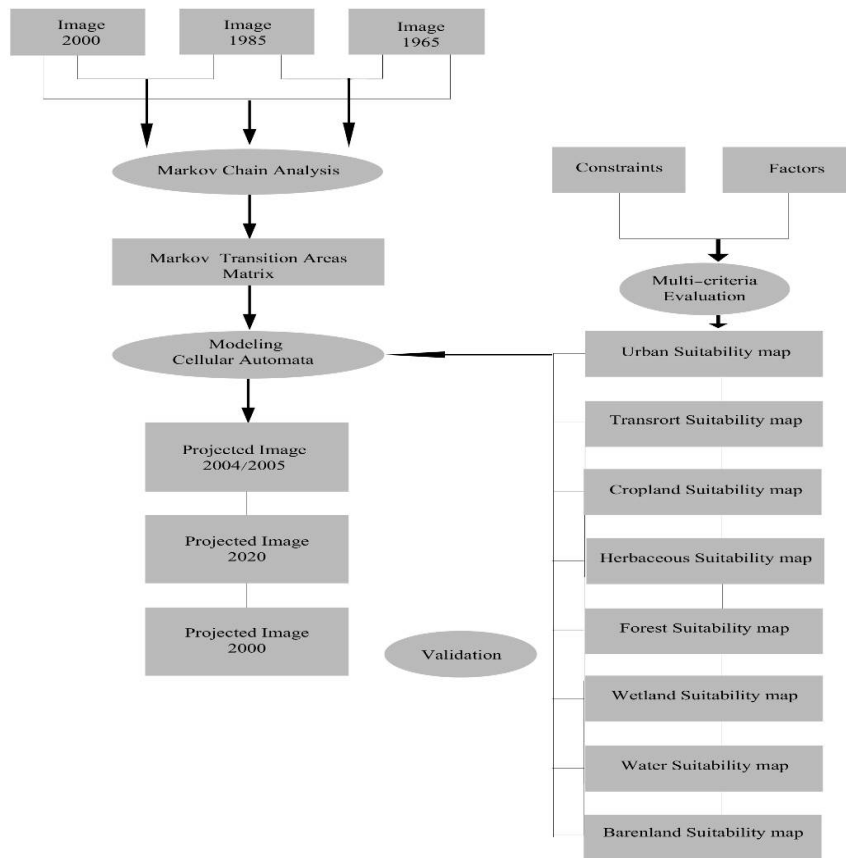 Image
2000
Image
1985
Image
1965
Markov Chain Analysis
Constraints
Factors
Markov Transition Areas
Matrix
Multi-criteria
Evaluation
Modeling
Cellular Automata
Urban Suitability map
Transrort Suitability map
Projected Image
2004/2005
Cropland Suitability map
Projected Image
2020
Herbaceous Suitability map
Projected Image
2000
Forest Suitability map
Validation
Wetland Suitability map
Water Suitability map
Barenland Suitability map